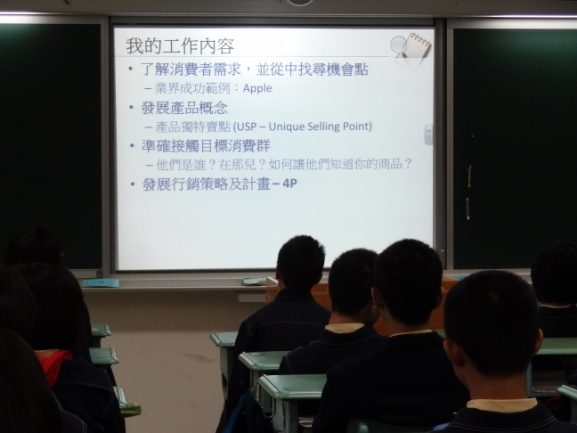 我的工作內容
• 了解消費者需求，並從中找尋機會點
– 業界成功範例：Apple
• 發展產品概念
– 產品獨特賣點 (USP – Unique Selling Point)
• 準確接觸目標消費群
– 他們是誰？在那兒？如何讓他們知道你的商品？
• 發展行銷策略及計畫 – 4P